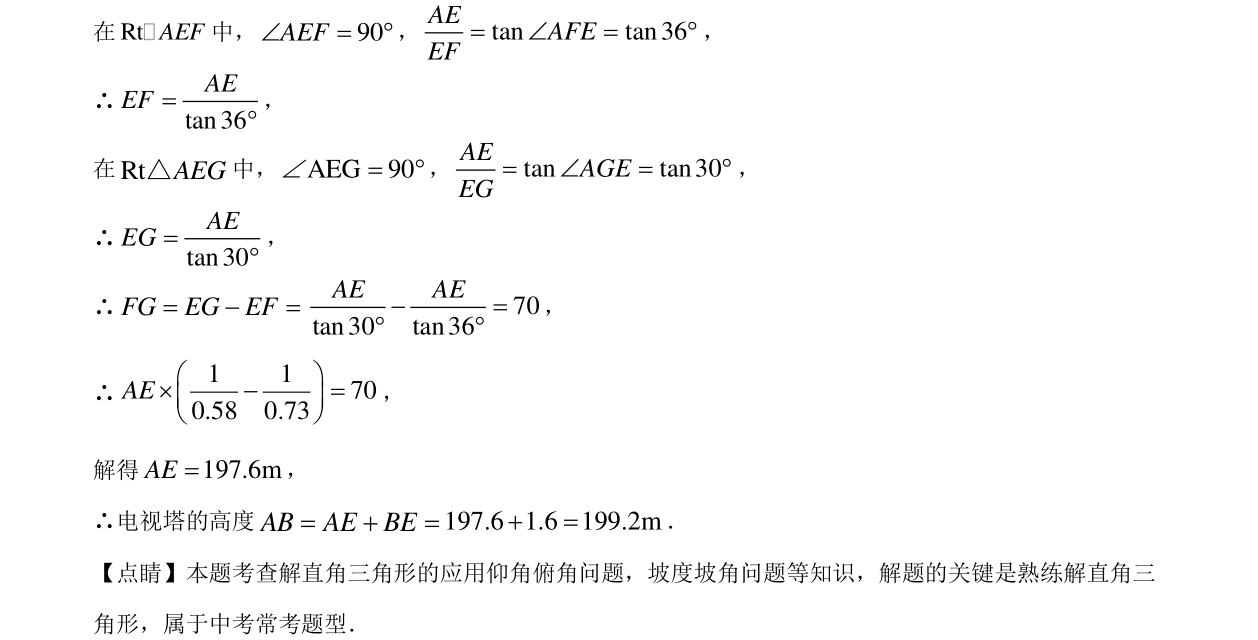 在 Rt□AEF 中，∠AEF = 90°，AE/EF = tan∠AFE = tan 36°，
∴ EF = AE/tan 36°，
在 Rt△AEG 中，∠AEG = 90°，AE/EG = tan∠AGE = tan 30°，
∴ EG = AE/tan 30°，
∴ FG = EG − EF = AE/tan 30° − AE/tan 36° = 70，
∴ AE×(1/0.58 − 1/0.73) = 70，
解得 AE = 197.6m，
∴电视塔的高度 AB = AE + BE = 197.6 + 1.6 = 199.2m．
【点睛】本题考查解直角三角形的应用仰角俯角问题，坡度坡角问题等知识，解题的关键是熟练解直角三
角形，属于中考常考题型．